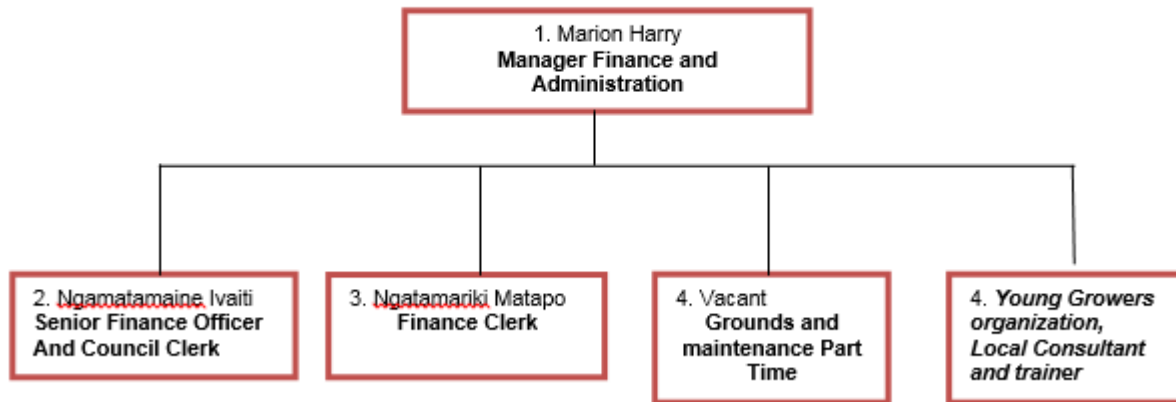 1. Marion Harry
Manager Finance and
Administration
2. Ngamatamaine Ivaiti
Senior Finance Officer
And Council Clerk
3. Ngatamariki Matapo
Finance Clerk
4. Vacant
Grounds and
maintenance Part
Time
4. Young Growers
organization,
Local Consultant
and trainer